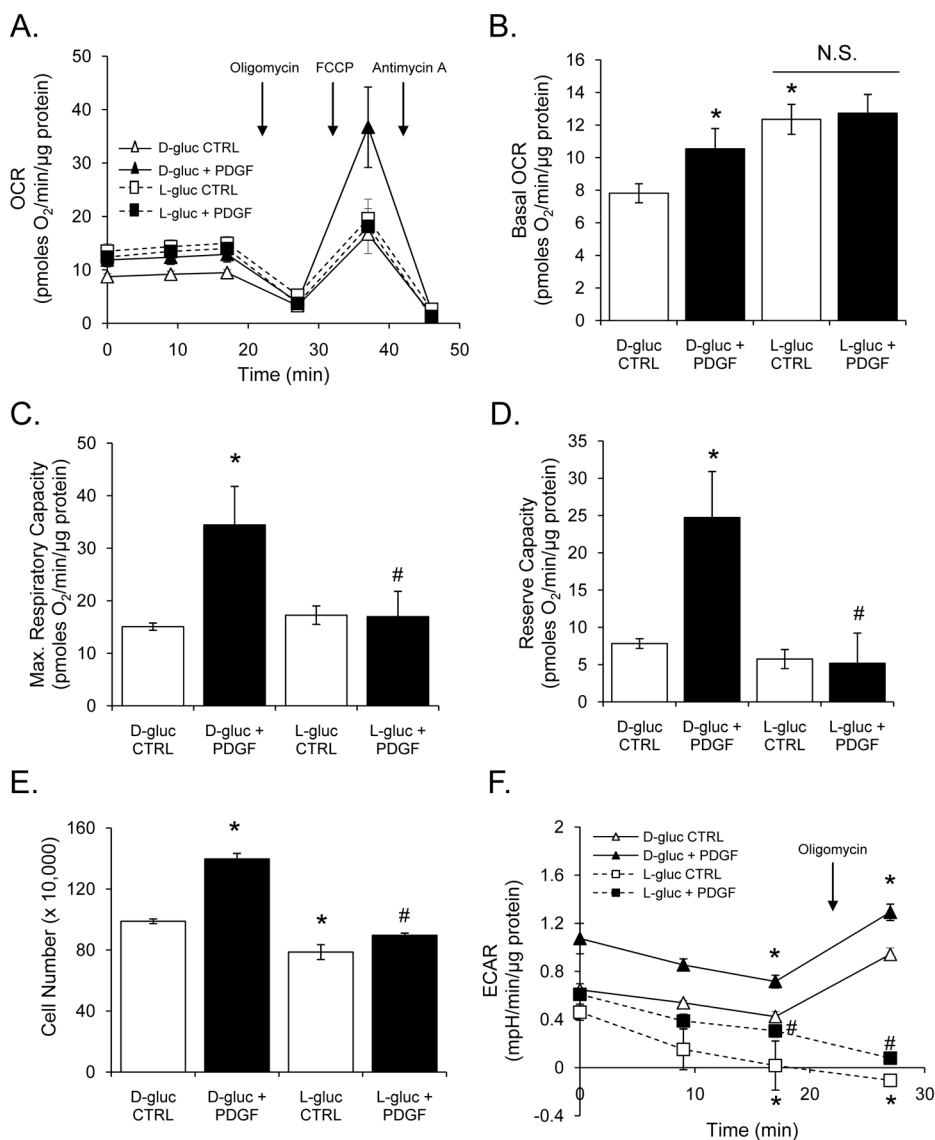 A.
Oligomycin FCCP Antimycin A
D-gluc CTRL
D-gluc + PDGF
L-gluc CTRL
L-gluc + PDGF
OCR
(pmoles O2/min/µg protein)
60
50
40
30
20
10
0
0 10 20 30 40 50
Time (min)
B.
N.S.
* *
Basal OCR
(pmoles O2/min/µg protein)
16
14
12
10
8
6
4
2
0
D-gluc CTRL
D-gluc + PDGF
L-gluc CTRL
L-gluc + PDGF
C.
* #
Max. Respiratory Capacity
(pmoles O2/min/µg protein)
50
40
30
20
10
0
D-gluc CTRL
D-gluc + PDGF
L-gluc CTRL
L-gluc + PDGF
D.
* #
Reserve Capacity
(pmoles O2/min/µg protein)
35
30
25
20
15
10
5
0
D-gluc CTRL
D-gluc + PDGF
L-gluc CTRL
L-gluc + PDGF
E.
* * #
Cell Number (x 10,000)
160
120
80
40
0
D-gluc CTRL
D-gluc + PDGF
L-gluc CTRL
L-gluc + PDGF
F.
D-gluc CTRL
D-gluc + PDGF
L-gluc CTRL
L-gluc + PDGF
Oligomycin
* *
# #
* *
ECAR
(mpH/min/µg protein)
2
1.6
1.2
0.8
0.4
0
-0.4
0 10 20 30
Time (min)